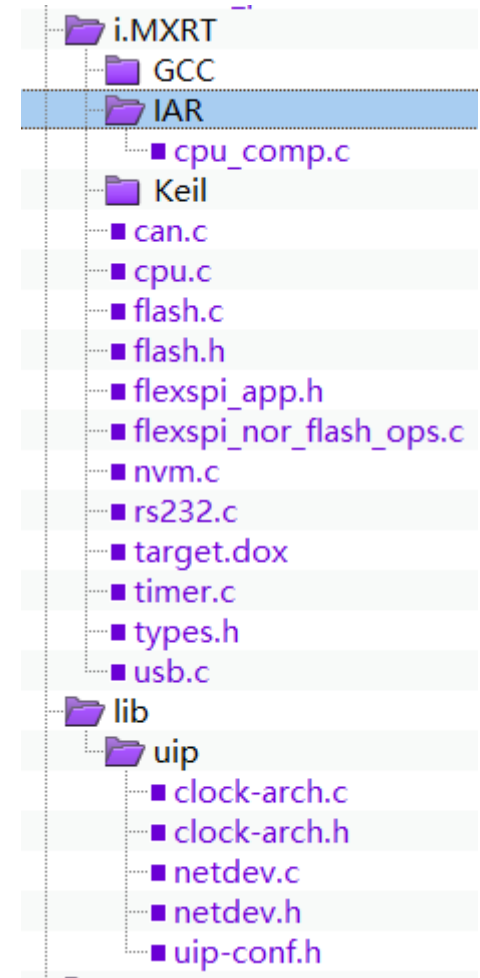 i.MXRT
GCC
IAR
cpu_comp.c
Keil
can.c
cpu.c
flash.c
flash.h
flexspi_app.h
flexspi_nor_flash_ops.c
nvm.c
rs232.c
target.dox
timer.c
types.h
usb.c
lib
uip
clock-arch.c
clock-arch.h
netdev.c
netdev.h
uip-conf.h